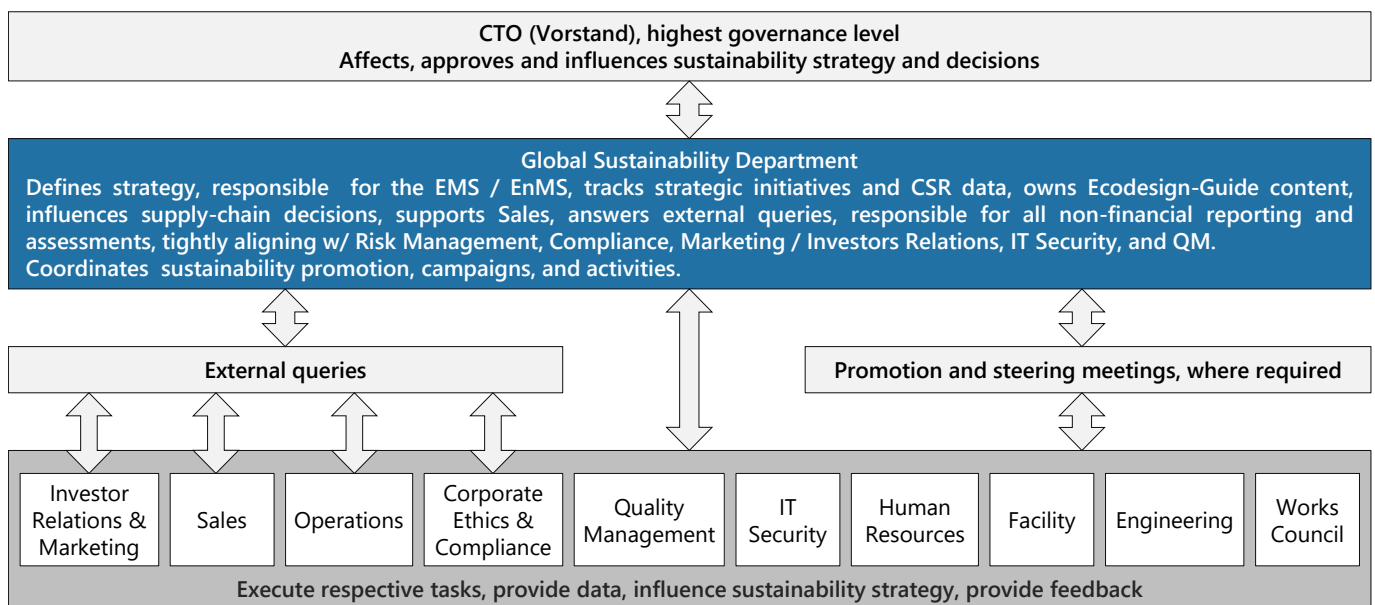 CTO (Vorstand), highest governance level
Affects, approves and influences sustainability strategy and decisions
Global Sustainability Department
Defines strategy, responsible for the EMS / EnMS, tracks strategic initiatives and CSR data, owns Ecodesign-Guide content,
influences supply-chain decisions, supports Sales, answers external queries, responsible for all non-financial reporting and
assessments, tightly aligning w/ Risk Management, Compliance, Marketing / Investors Relations, IT Security, and QM.
Coordinates sustainability promotion, campaigns, and activities.
External queries
Promotion and steering meetings, where required
Investor
Relations &
Marketing
Sales
Operations
Corporate
Ethics &
Compliance
Quality
Management
IT
Security
Human
Resources
Facility
Engineering
Works
Council
Execute respective tasks, provide data, influence sustainability strategy, provide feedback